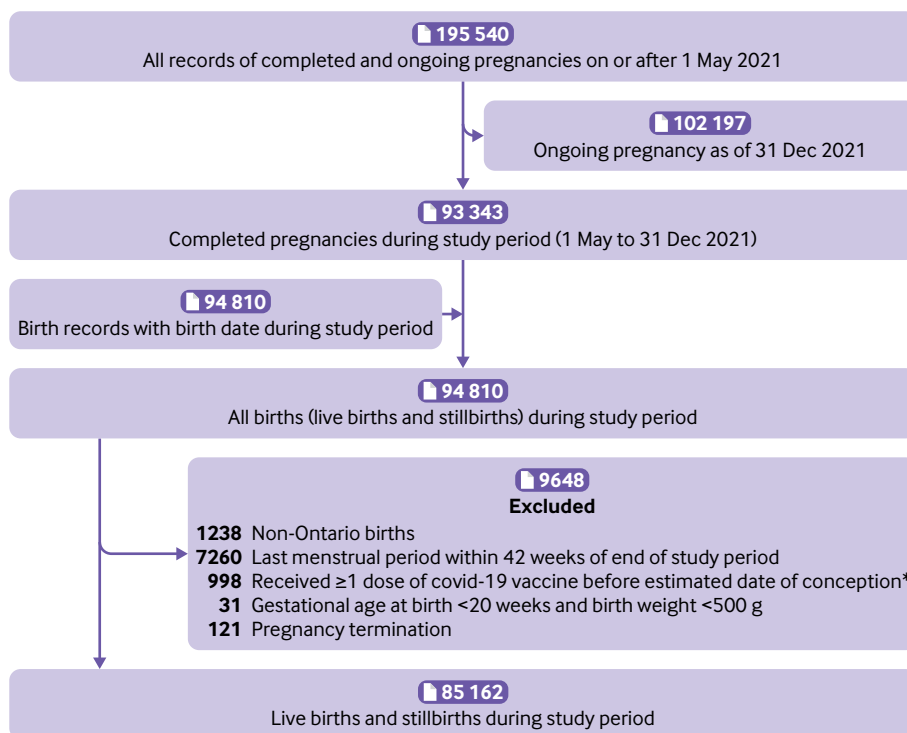 195 540
All records of completed and ongoing pregnancies on or after 1 May 2021
102 197
Ongoing pregnancy as of 31 Dec 2021
93 343
Completed pregnancies during study period (1 May to 31 Dec 2021)
94 810
Birth records with birth date during study period
94 810
All births (live births and stillbirths) during study period
9648
Excluded
1238 Non-Ontario births
7260 Last menstrual period within 42 weeks of end of study period
998 Received ≥1 dose of covid-19 vaccine before estimated date of conception*
31 Gestational age at birth <20 weeks and birth weight <500 g
121 Pregnancy termination
85 162
Live births and stillbirths during study period